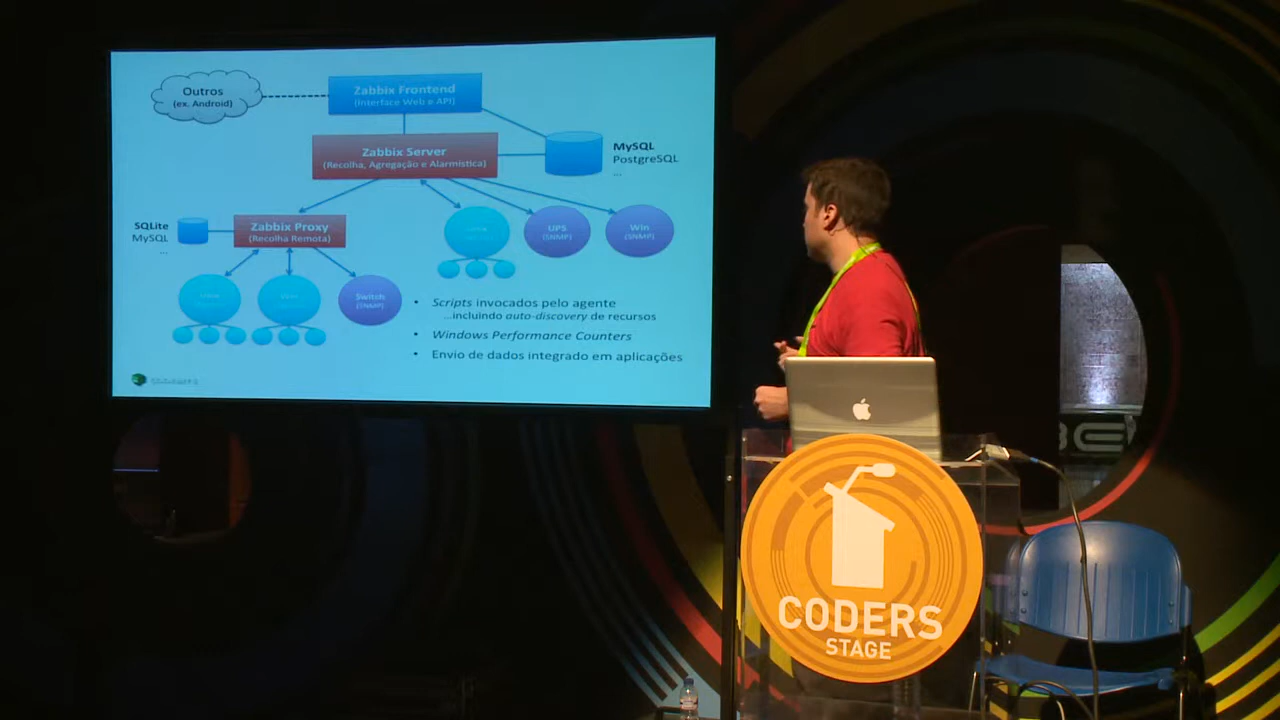 Outros
(ex. Android)
Zabbix Frontend
(Interface Web e API)
Zabbix Server
(Recolha, Agregação e Alarmística)
MySQL
PostgreSQL
...
SQLite
MySQL
...
Zabbix Proxy
(Recolha Remota)
UPS
(SNMP)
Win
(SNMP)
Switch
(SNMP)
• Scripts invocados pelo agente
...incluindo auto-discovery de recursos
• Windows Performance Counters
• Envio de dados integrado em aplicações
CODERS
STAGE